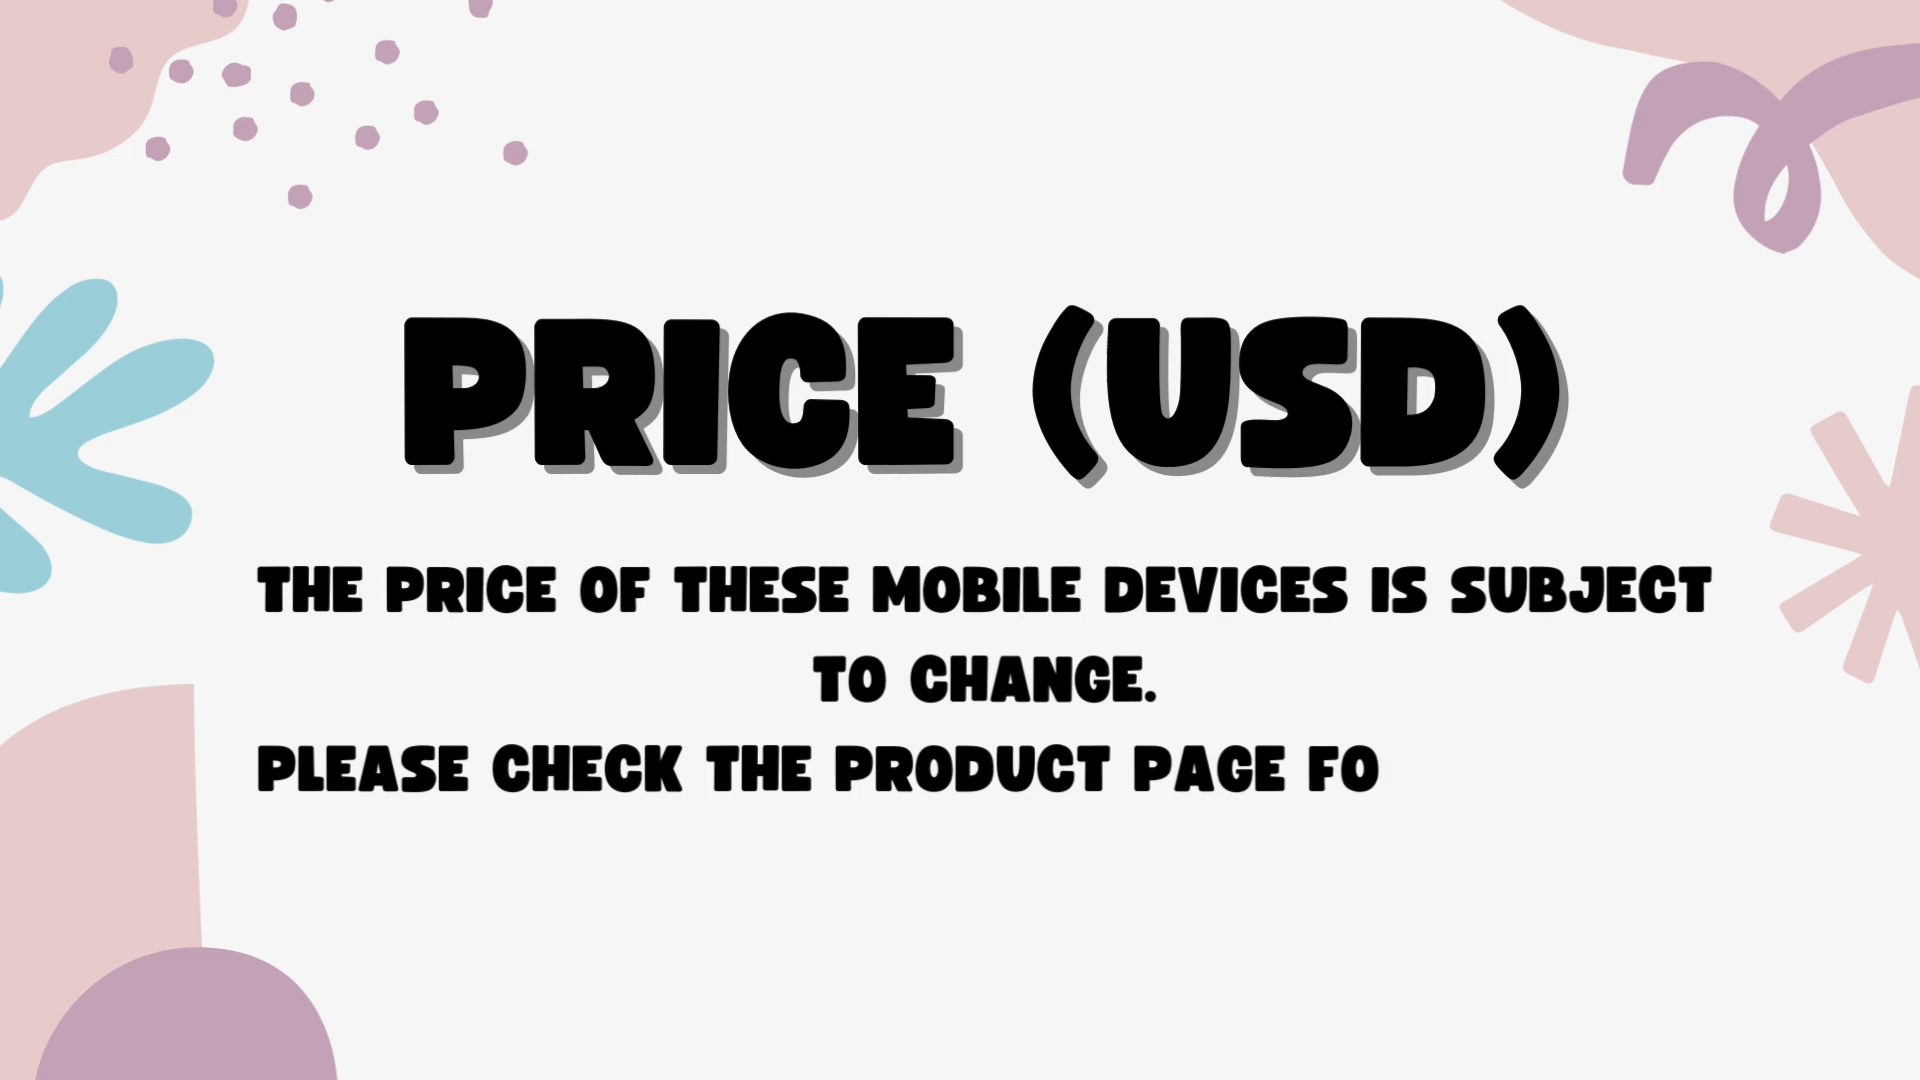 PRICE (USD)
THE PRICE OF THESE MOBILE DEVICES IS SUBJECT
TO CHANGE.
PLEASE CHECK THE PRODUCT PAGE FO